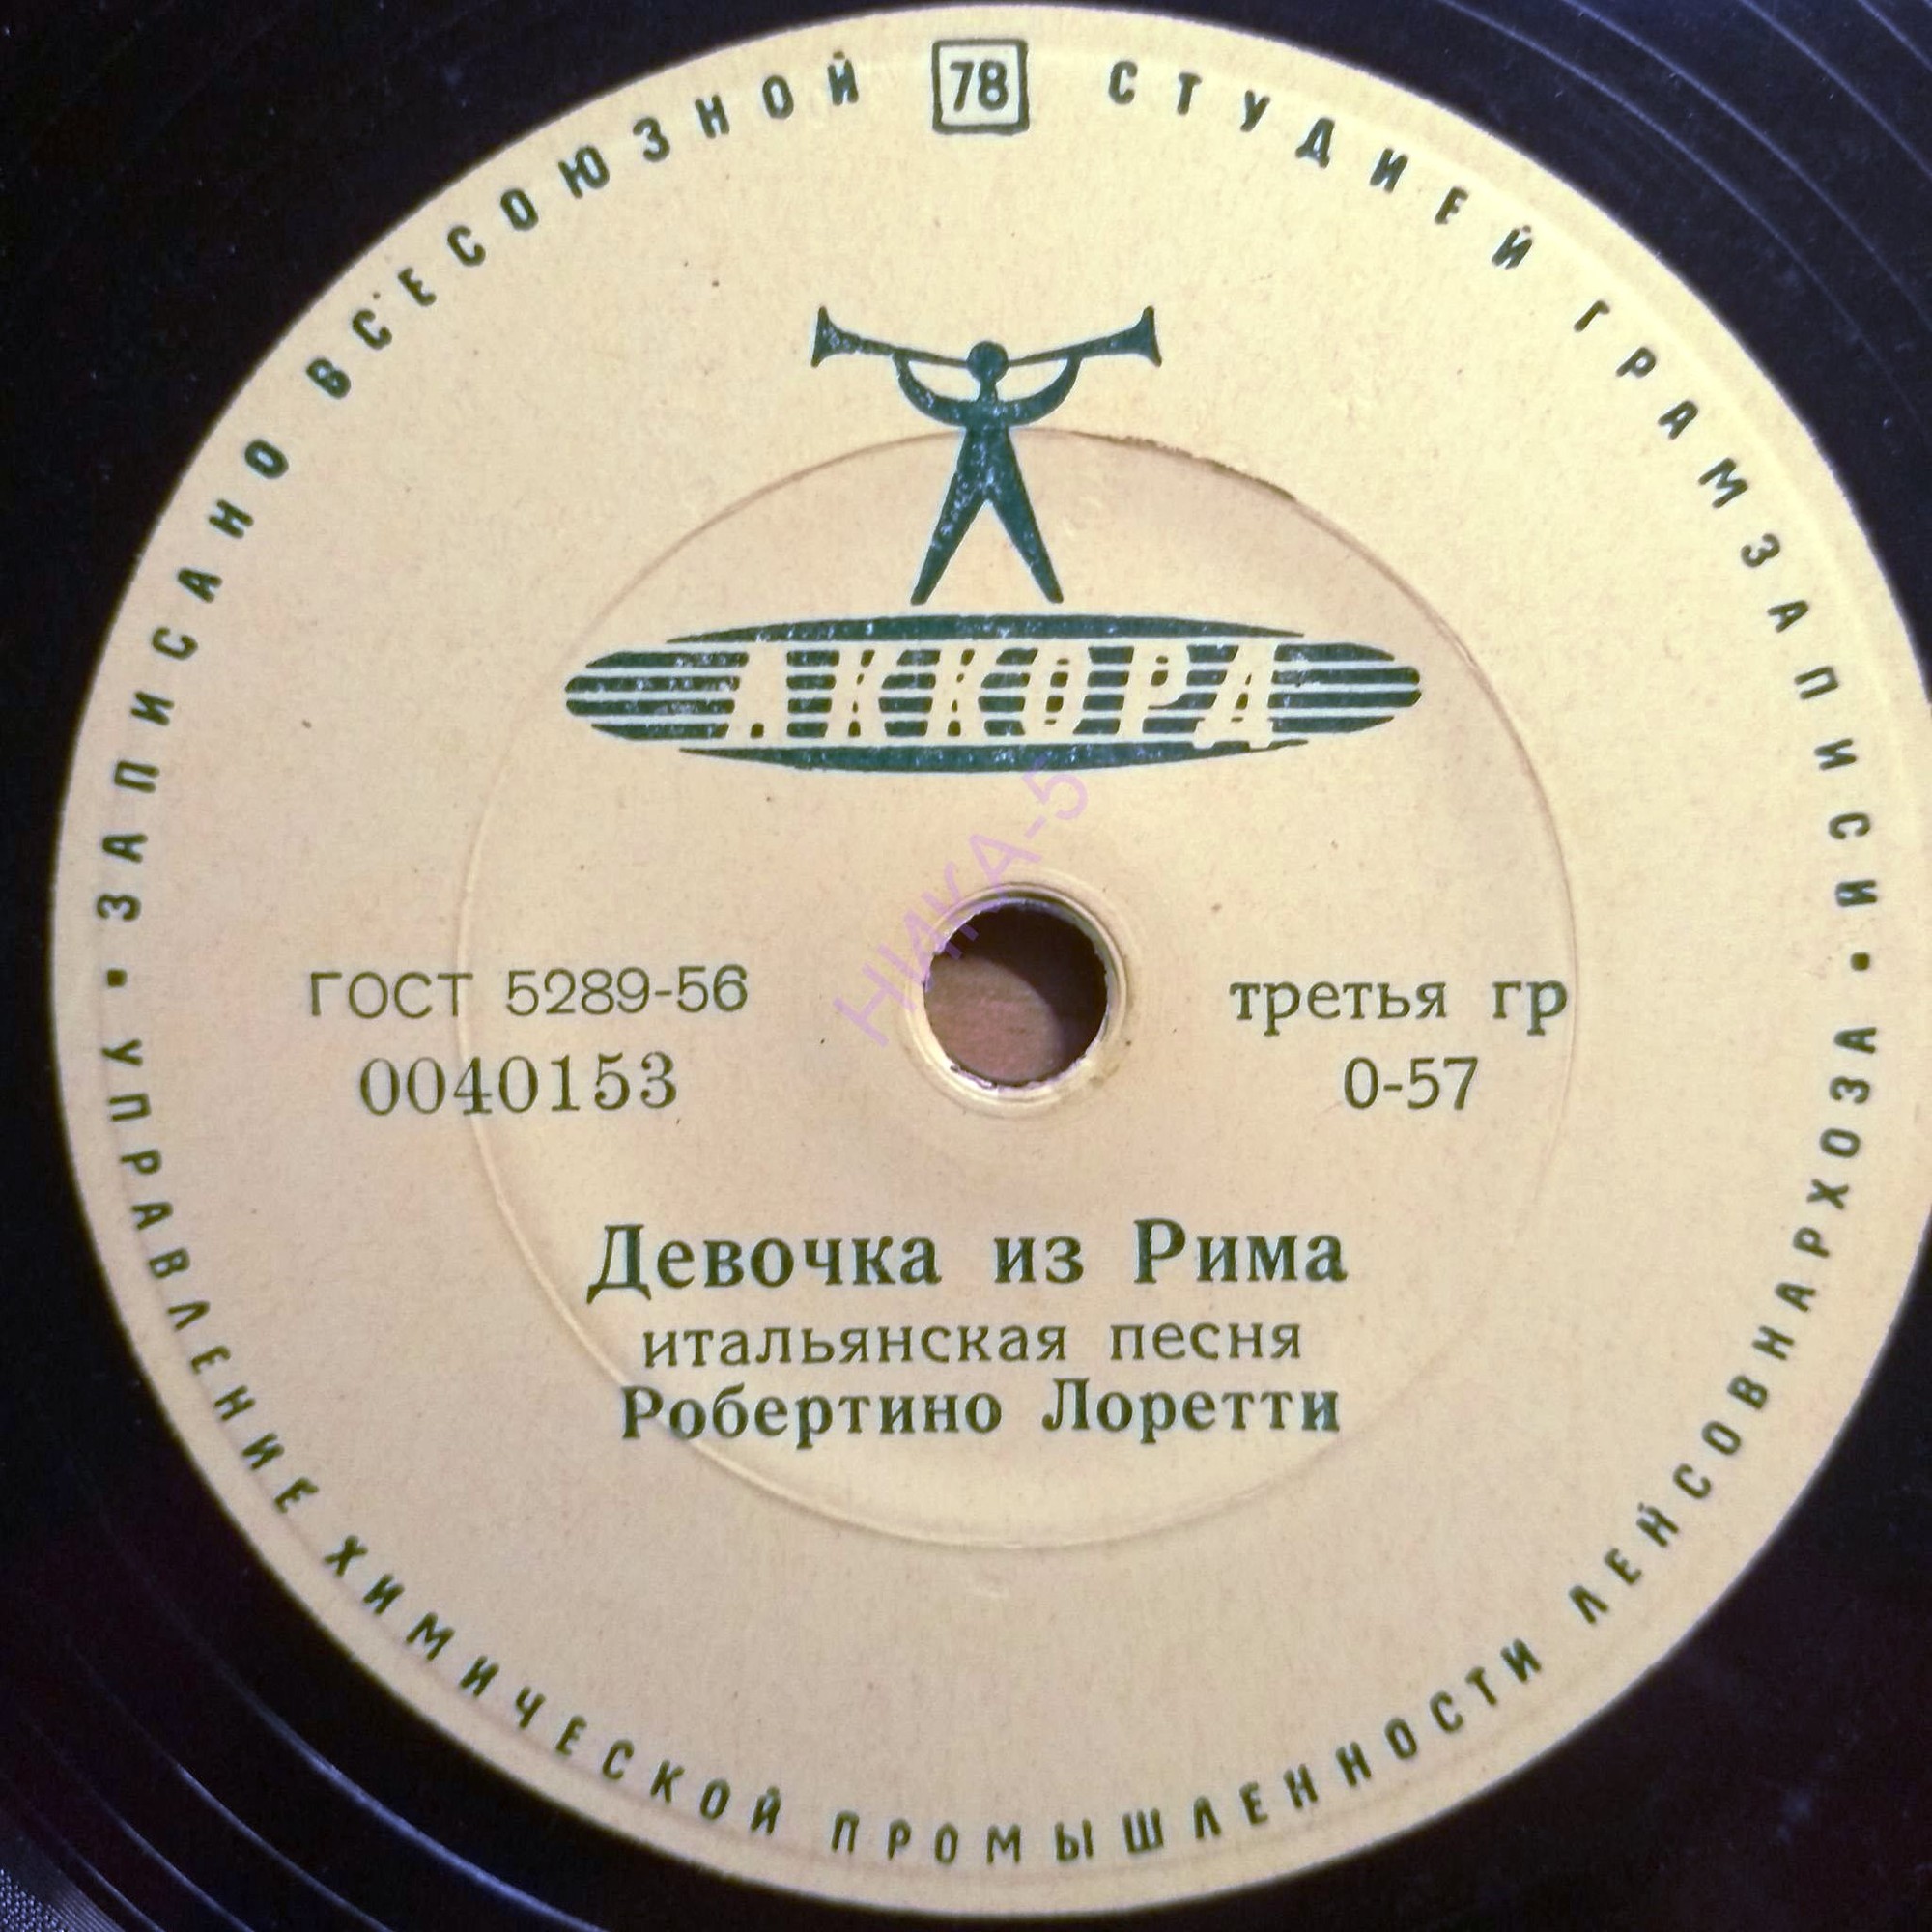 ЗАПИСАНО ВСЕСОЮЗНОЙ СТУДИЕЙ ГРАМЗАПИСИ •
78
АККОРД
НИКА-5
ГОСТ 5289-56
третья гр
0040153
0-57
Девочка из Рима
итальянская песня
Робертино Лоретти
УПРАВЛЕНИЕ ХИМИЧЕСКОЙ ПРОМЫШЛЕННОСТИ ЛЕНСОВНАРХОЗА •